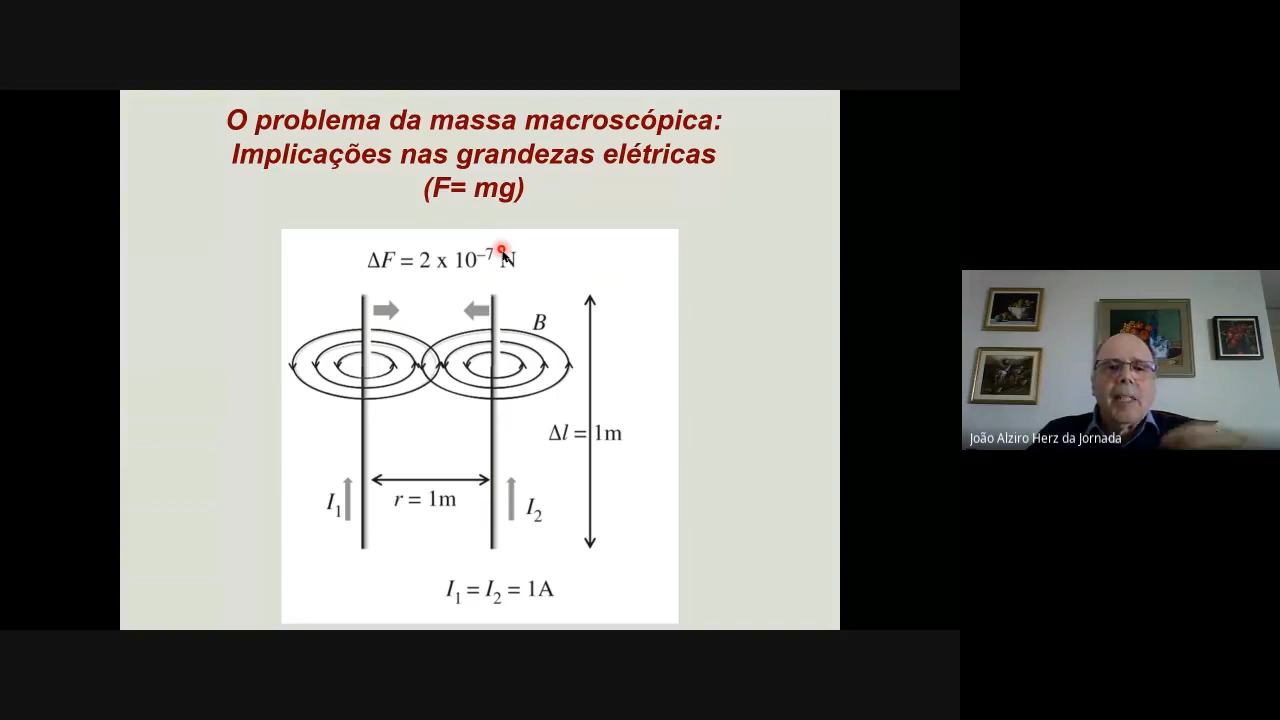 O problema da massa macroscópica:
Implicações nas grandezas elétricas
(F= mg)
ΔF = 2 x 10⁻⁷ N
B
Δl = 1m
r = 1m
I₁
I₂
I₁ = I₂ = 1A
João Alziro Herz da Jornada